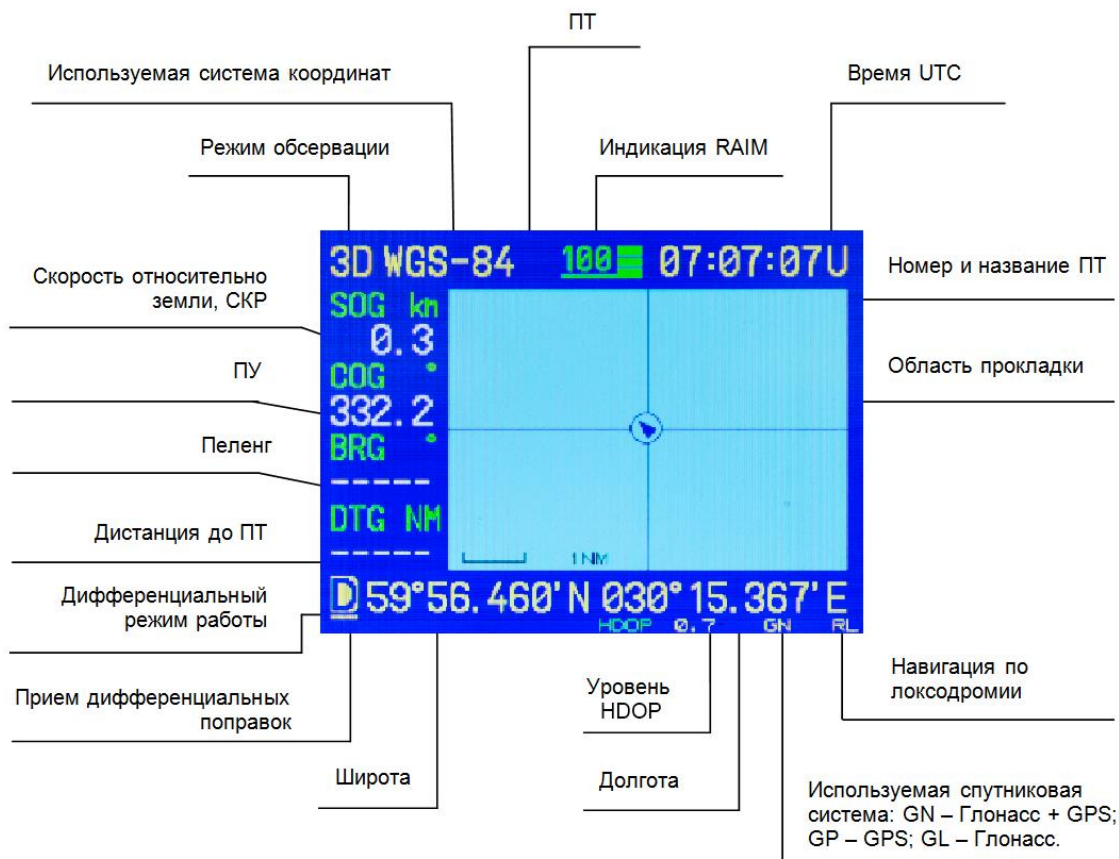 ПТ
Используемая система координат
Время UTC
Режим обсервации
Индикация RAIM
3D WGS-84 100 07:07:07U
Скорость относительно
земли, СКР
Номер и название ПТ
SOG kn
0.3
Область прокладки
ПУ
COG °
332.2
Пеленг
BRG °
-----
Дистанция до ПТ
DTG NM
-----
1 NM
Дифференциальный
режим работы
D 59°56.460'N 030°15.367'E
HDOP 0.7 GN RL
Прием дифференциальных
поправок
Уровень
HDOP
Навигация по
локсодромии
Широта
Долгота
Используемая спутниковая
система: GN – Глонасс + GPS;
GP – GPS; GL – Глонасс.